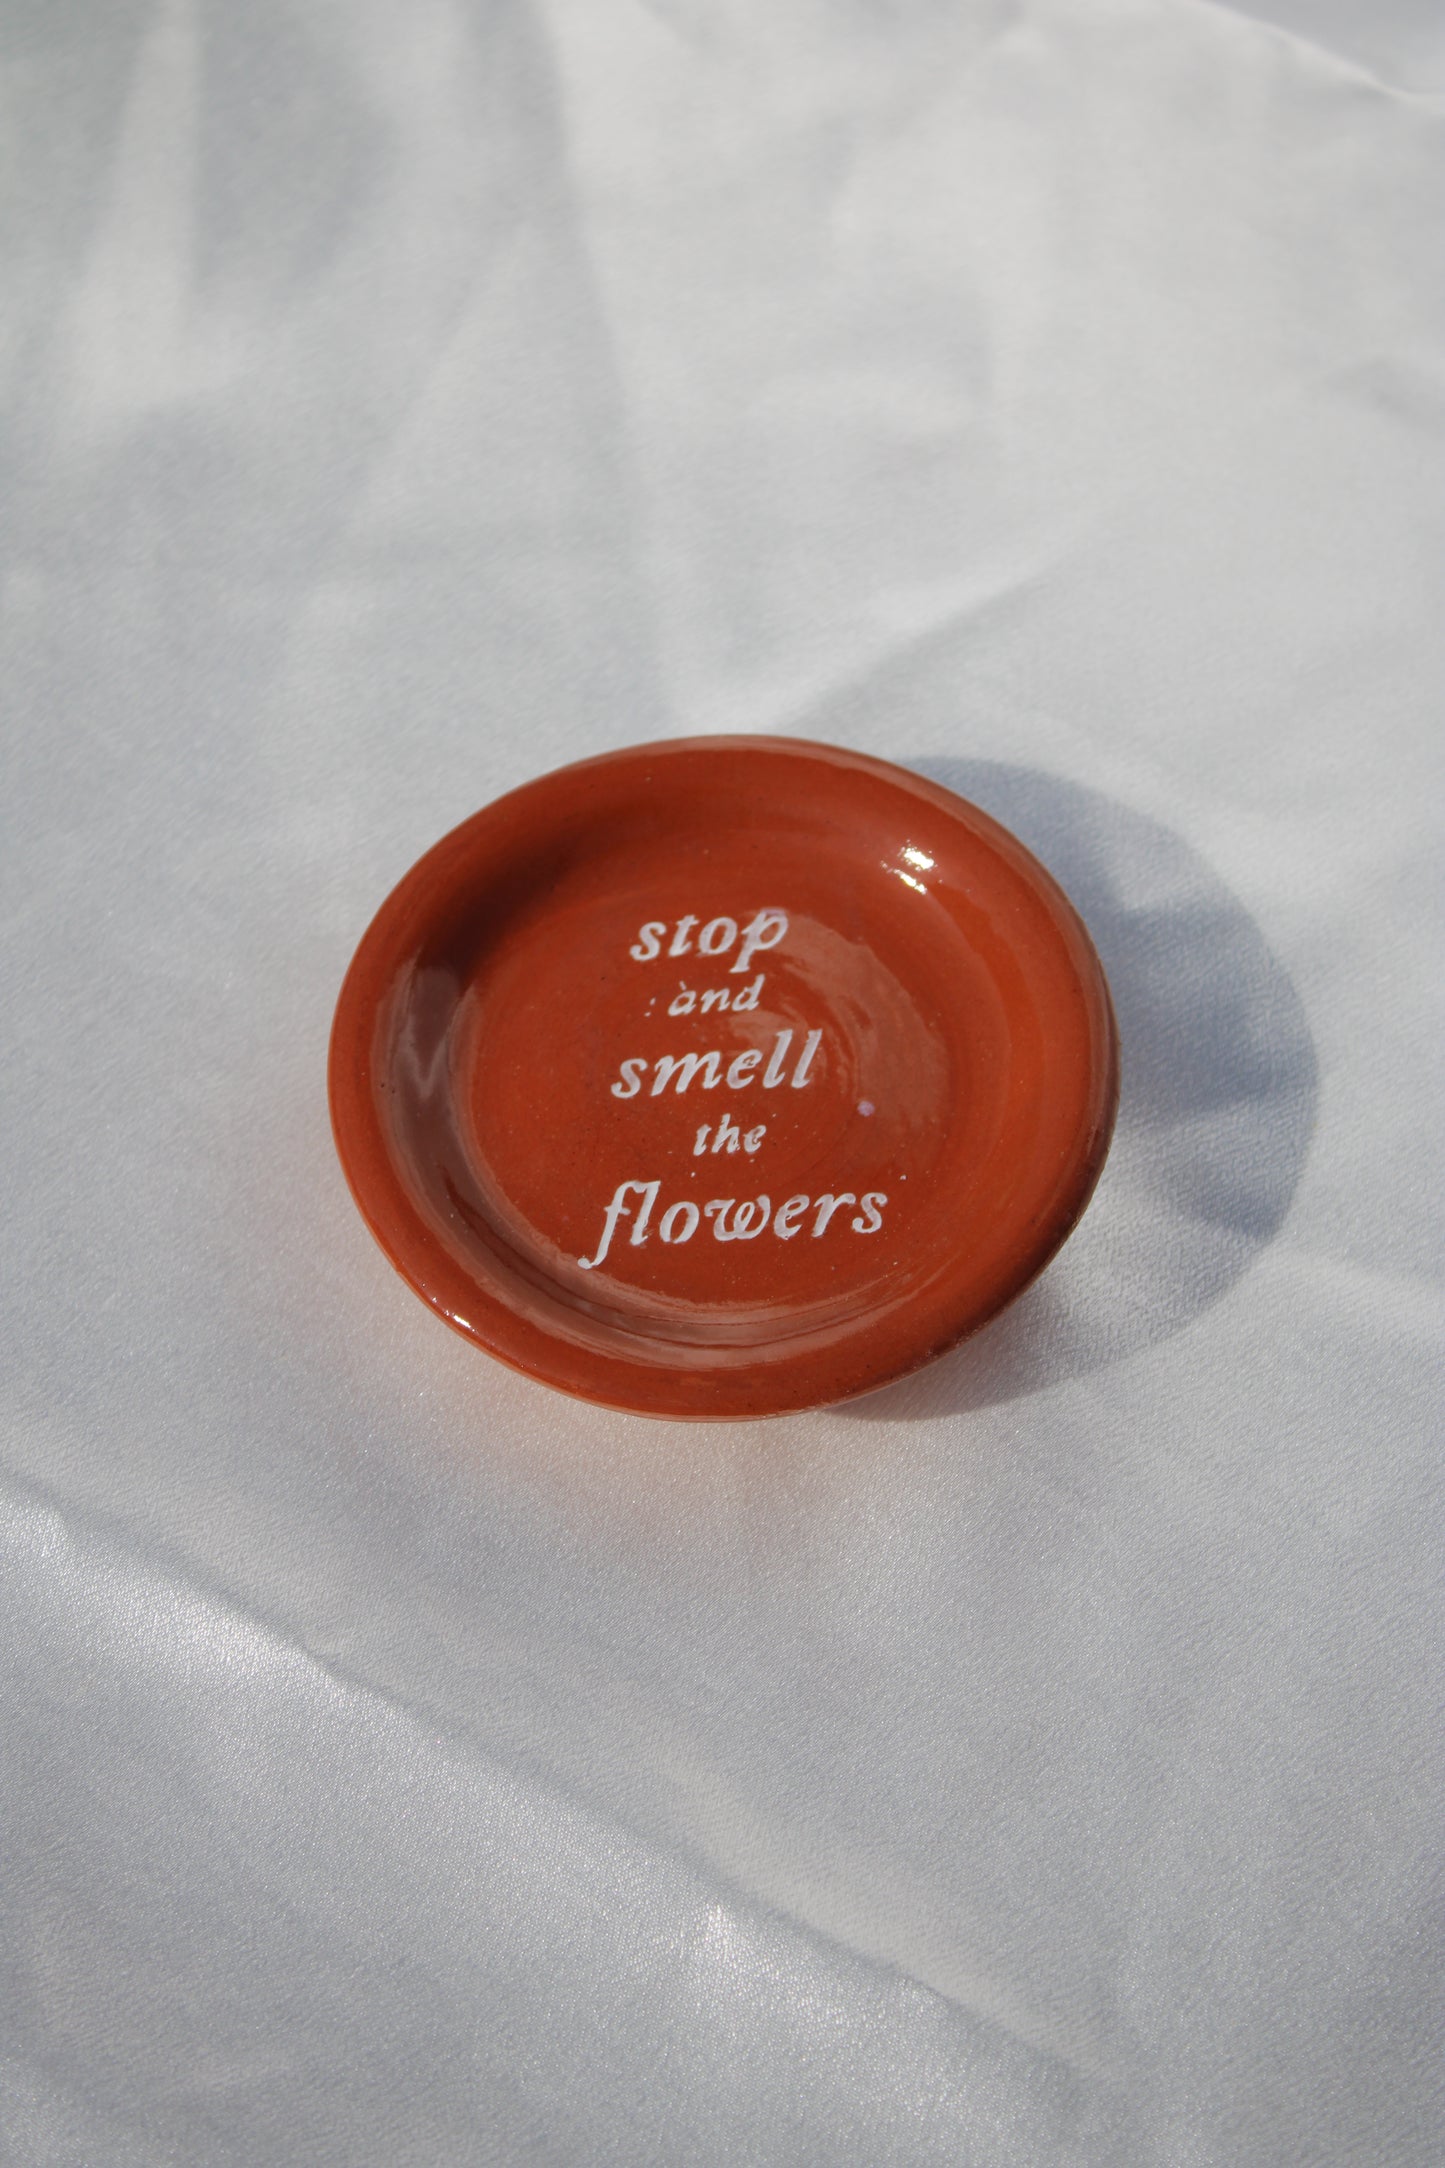 stop
and
smell
the
flowers